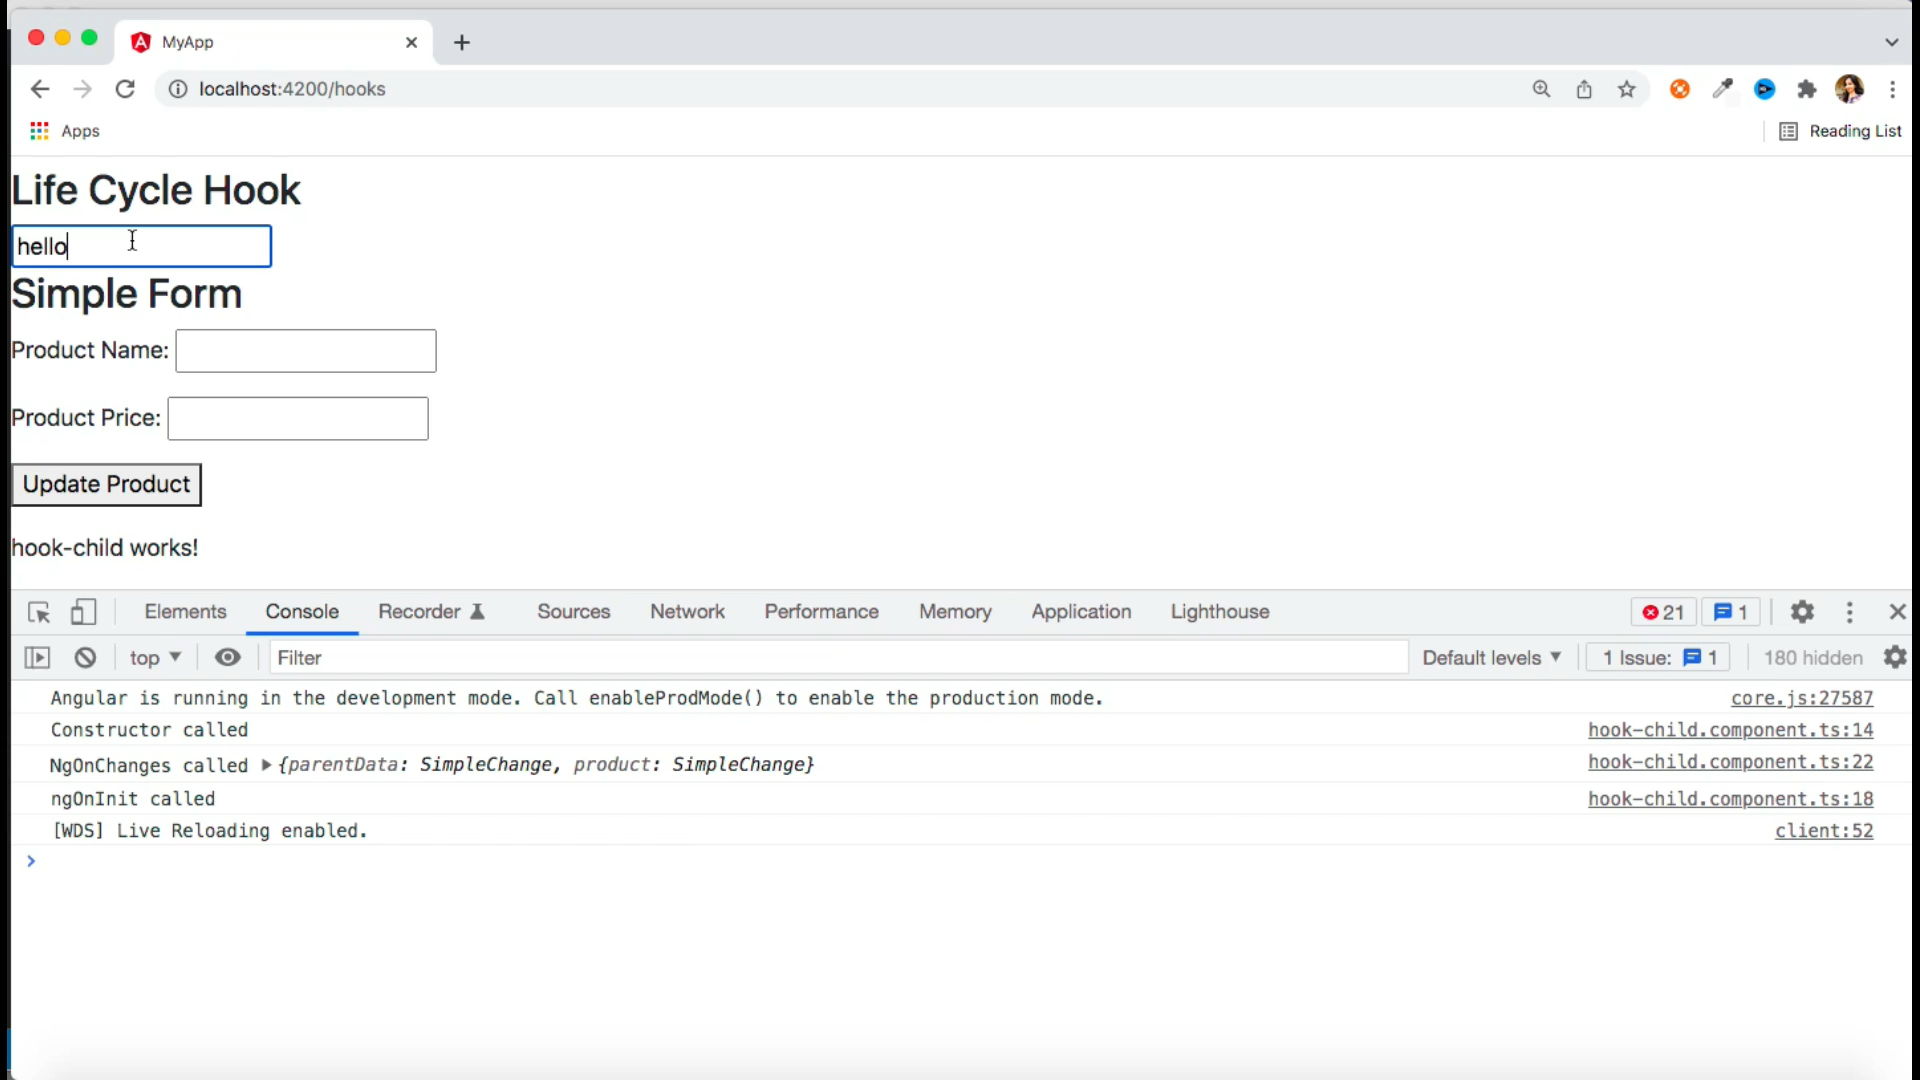 MyApp
localhost:4200/hooks
Apps
Reading List
Life Cycle Hook
hello
Simple Form
Product Name:
Product Price:
Update Product
hook-child works!
Elements Console Recorder Sources Network Performance Memory Application Lighthouse 21 1
top Filter Default levels 1 Issue: 1 180 hidden
Angular is running in the development mode. Call enableProdMode() to enable the production mode. core.js:27587
Constructor called hook-child.component.ts:14
NgOnChanges called {parentData: SimpleChange, product: SimpleChange} hook-child.component.ts:22
ngOnInit called hook-child.component.ts:18
[WDS] Live Reloading enabled. client:52